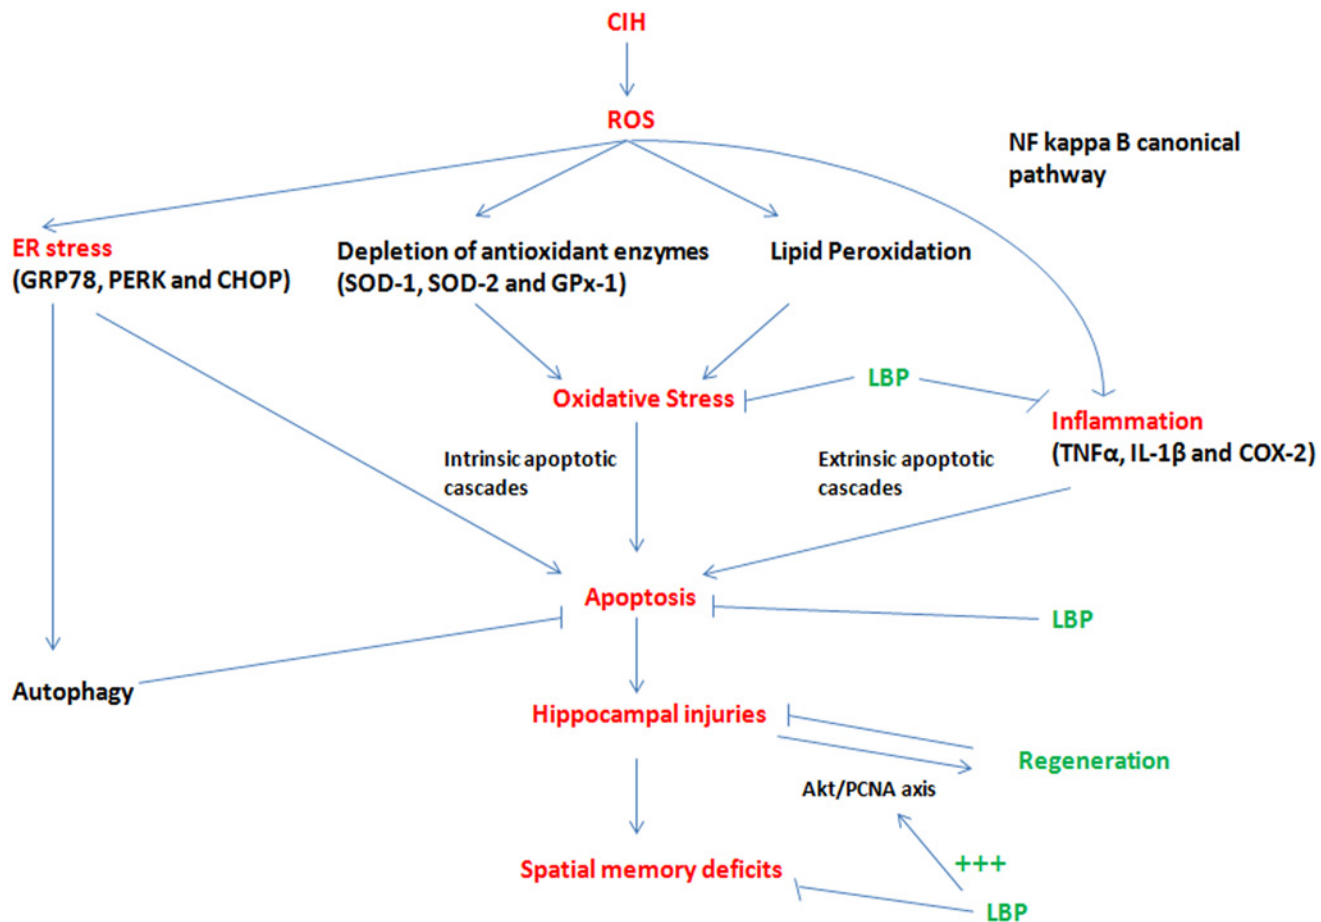 CIH
ROS
NF kappa B canonical
pathway
ER stress
(GRP78, PERK and CHOP)
Depletion of antioxidant enzymes
(SOD-1, SOD-2 and GPx-1)
Lipid Peroxidation
LBP
Oxidative Stress
Inflammation
(TNFα, IL-1β and COX-2)
Intrinsic apoptotic
cascades
Extrinsic apoptotic
cascades
Apoptosis
LBP
Autophagy
Hippocampal injuries
Regeneration
Akt/PCNA axis
Spatial memory deficits
+++
LBP